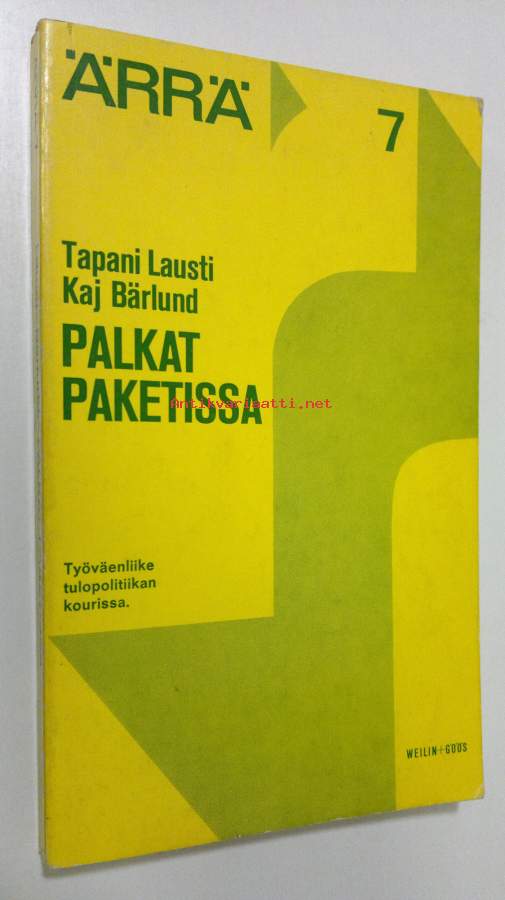 ÄRRÄ
7
Tapani Lausti
Kaj Bärlund
PALKAT
PAKETISSA
Antikvariaatti.net
Työväenliike
tulopolitiikan
kourissa.
WEILIN+GÖÖS